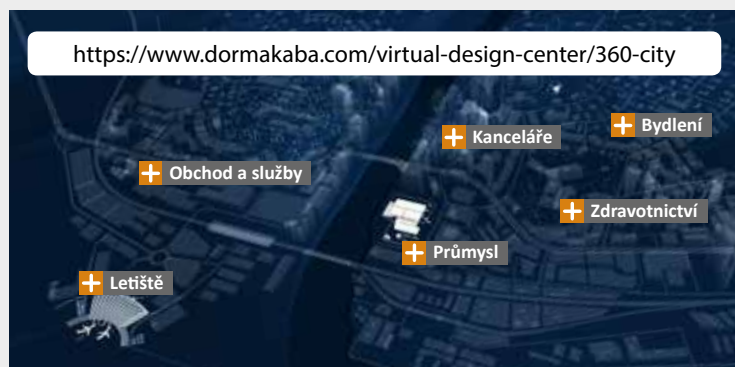 https://www.dormakaba.com/virtual-design-center/360-city
Bydlení
Kanceláře
Obchod a služby
Zdravotnictví
Průmysl
Letiště